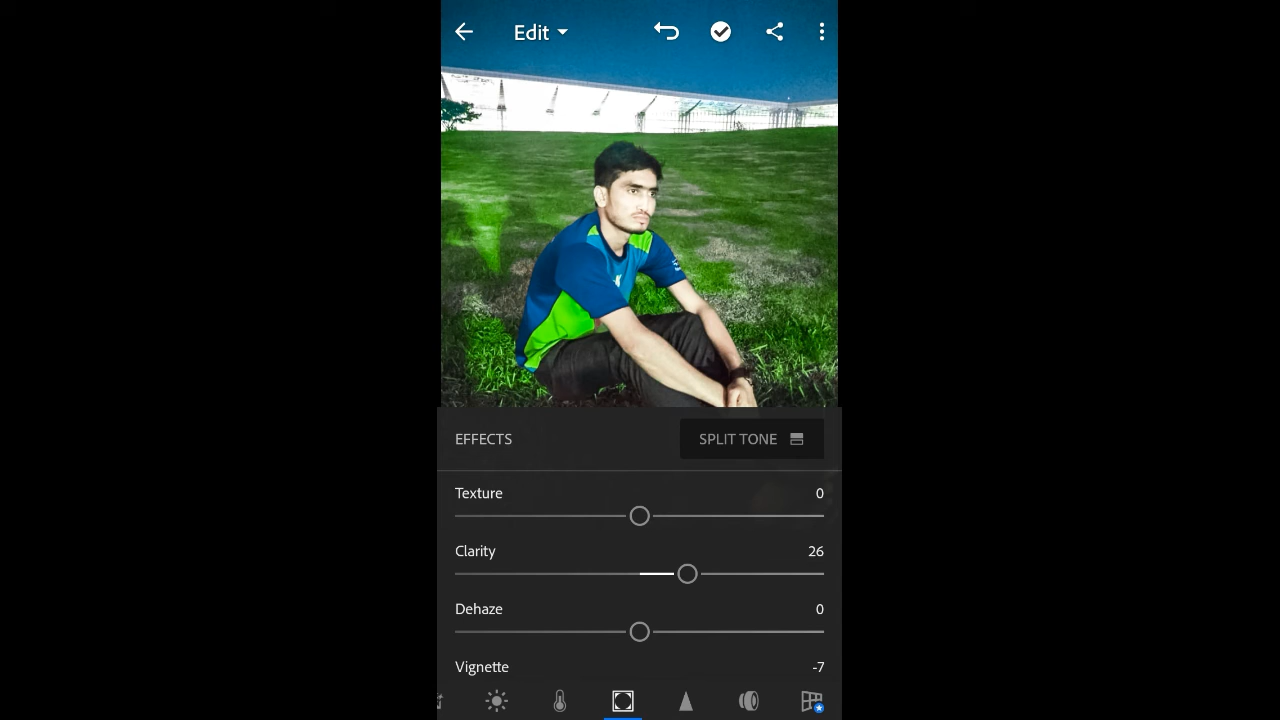 Edit
EFFECTS
SPLIT TONE
Texture 0
Clarity 26
Dehaze 0
Vignette -7